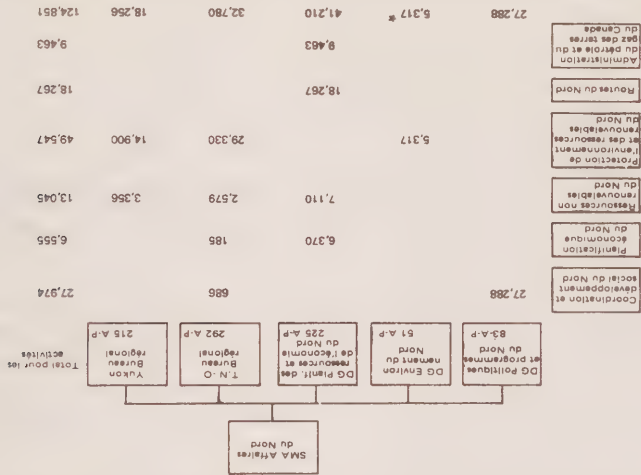 SMA Affaires
du Nord
DG Politiques
et programmes
du Nord
83-A-P
DG Environ
nement du
Nord
51 A-P
DG Planif. des
ressources et
de l'économie
du Nord
225 A-P
T.N-O
Bureau
régional
292 A-P
Yukon
Bureau
régional
215 A-P
Total pour les
activités
Coordination et
développement
social du Nord
27,288 686 27,974
Planification
économique
du Nord
6,370 185 6,555
Ressources non
renouvelables
du Nord
7,110 2,579 3,356 13,045
Protection de
l'environnement
et des ressources
renouvelables
du Nord
5,317 29,330 14,900 49,547
Routes du Nord
18,267 18,267
Administration
du pétrole et du
gaz des terres
du Canada
9,463 9,463
27,288 5,317 * 41,210 32,780 18,256 124,851